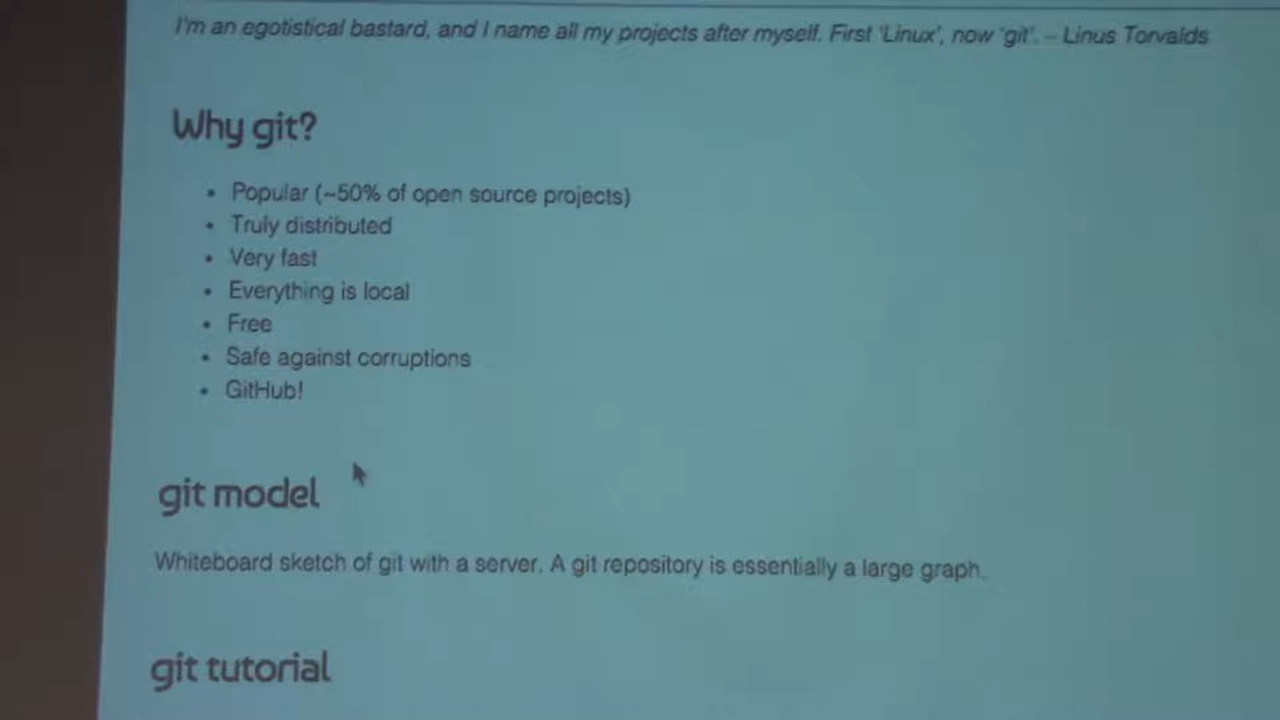 I'm an egotistical bastard, and I name all my projects after myself. First 'Linux', now 'git'. – Linus Torvalds
Why git?
• Popular (~50% of open source projects)
• Truly distributed
• Very fast
• Everything is local
• Free
• Safe against corruptions
• GitHub!
git model
Whiteboard sketch of git with a server. A git repository is essentially a large graph.
git tutorial